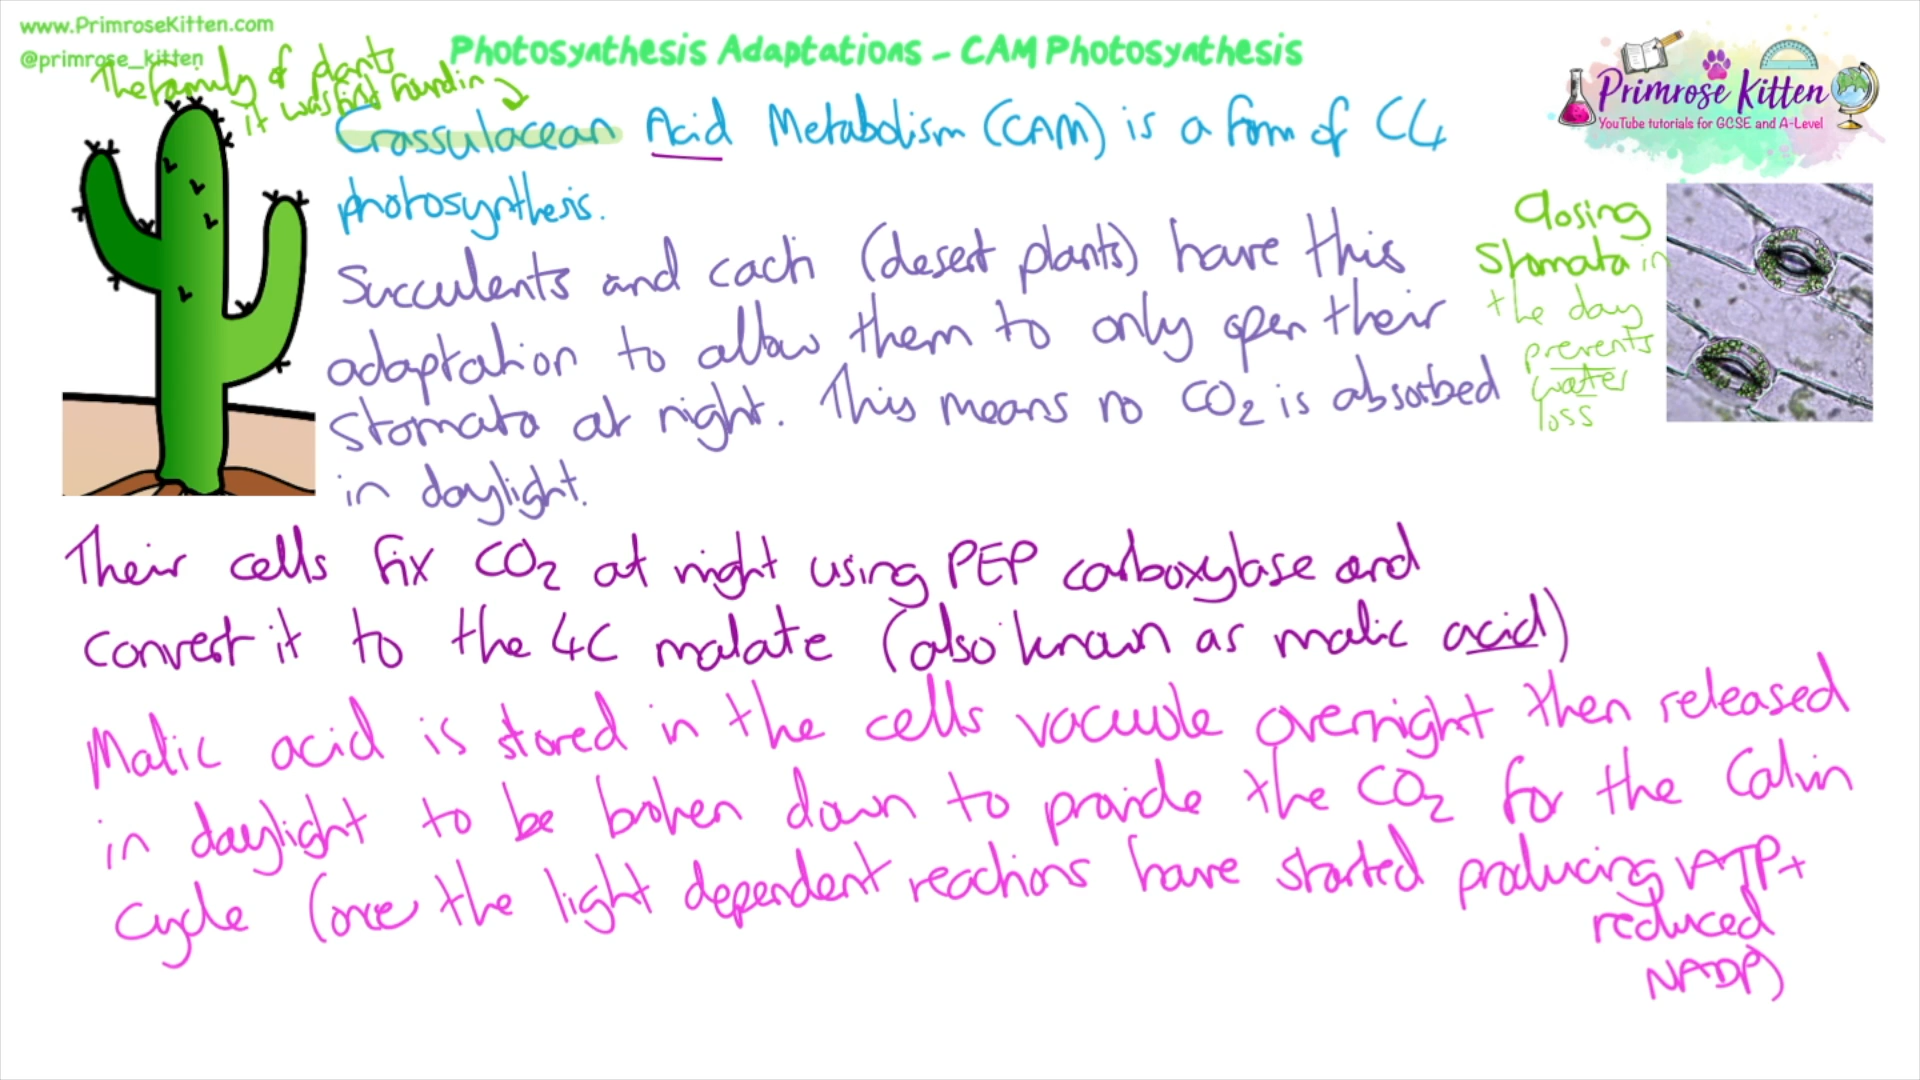 www.PrimroseKitten.com
@primrose_kitten
Photosynthesis Adaptations - CAM Photosynthesis
Primrose Kitten
YouTube tutorials for GCSE and A-Level
The family of plants
it was first found in
Crassulacean Acid Metabolism (CAM) is a form of C4
photosynthesis.
Succulents and cacti (desert plants) have this
adaptation to allow them to only open their
stomata at night. This means no CO2 is absorbed
in daylight.
Closing
Stomata in
the day
prevents
water
loss
Their cells fix CO2 at night using PEP carboxylase and
convert it to the 4C malate (also known as malic acid)
Malic acid is stored in the cells vacuole overnight then released
in daylight to be broken down to provide the CO2 for the Calvin
Cycle (once the light dependent reactions have started producing ATP +
reduced
NADP)